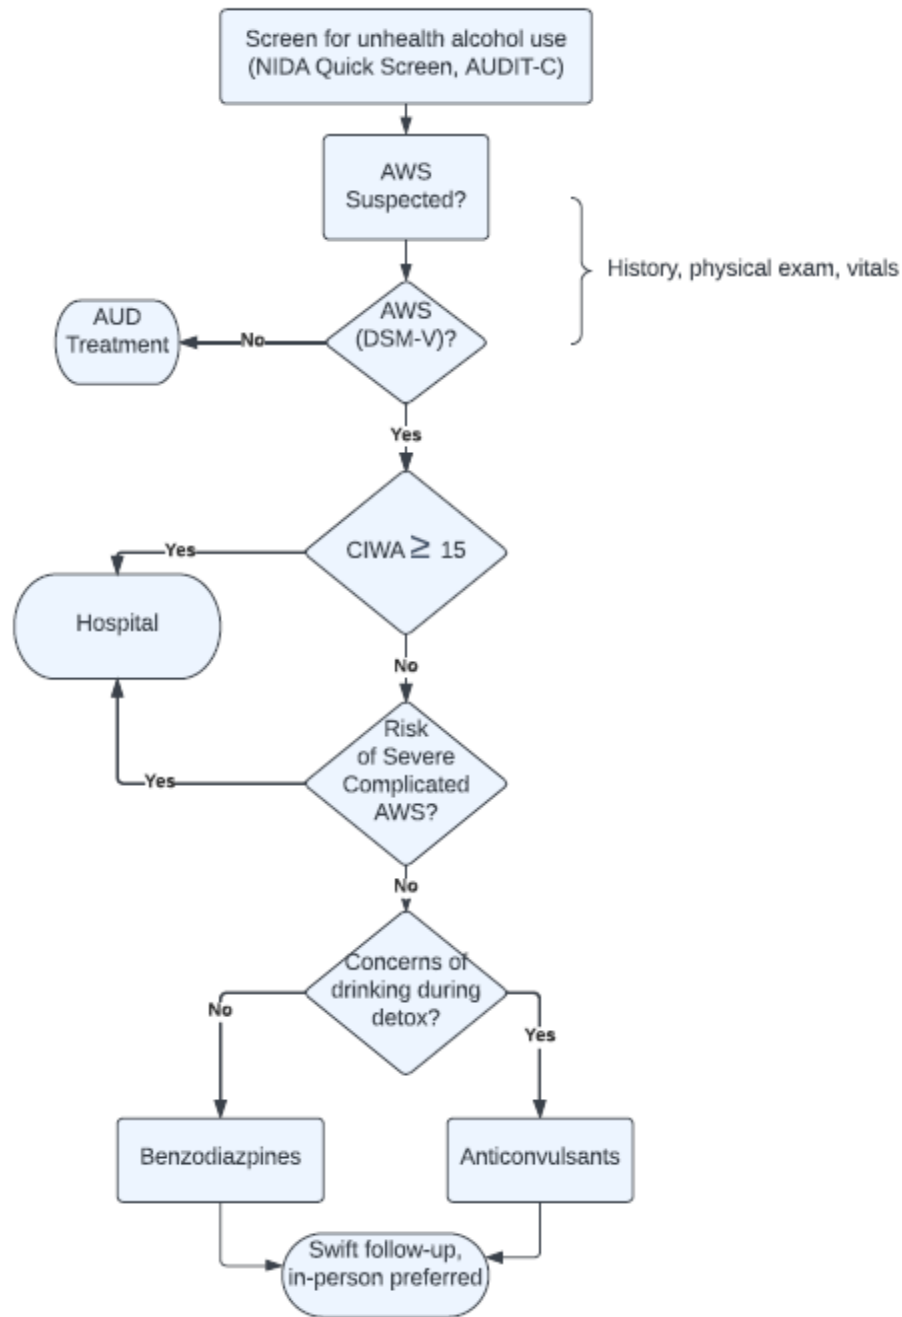 Screen for unhealth alcohol use
(NIDA Quick Screen, AUDIT-C)
AWS
Suspected?
History, physical exam, vitals
AWS
(DSM-V)?
No
AUD
Treatment
Yes
CIWA ≥ 15
Yes
Hospital
No
Risk
of Severe
Complicated
AWS?
Yes
No
Concerns of
drinking during
detox?
No
Yes
Benzodiazpines
Anticonvulsants
Swift follow-up,
in-person preferred